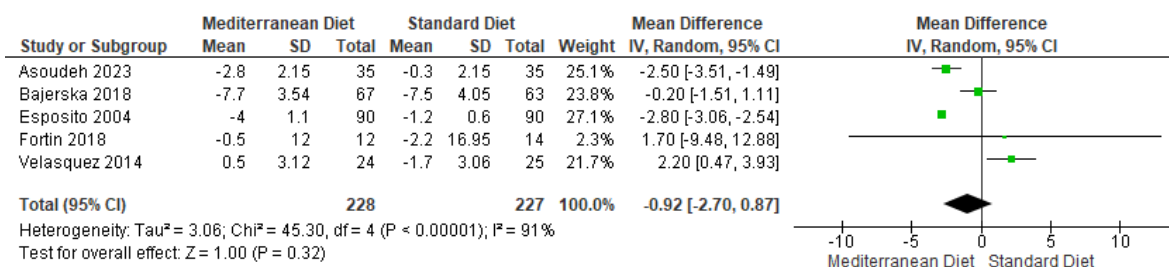 Mediterranean Diet Standard Diet Mean Difference Mean Difference
Study or Subgroup Mean SD Total Mean SD Total Weight IV, Random, 95% CI IV, Random, 95% CI
Asoudeh 2023 -2.8 2.15 35 -0.3 2.15 35 25.1% -2.50 [-3.51, -1.49]
Bajerska 2018 -7.7 3.54 67 -7.5 4.05 63 23.8% -0.20 [-1.51, 1.11]
Esposito 2004 -4 1.1 90 -1.2 0.6 90 27.1% -2.80 [-3.06, -2.54]
Fortin 2018 -0.5 12 12 -2.2 16.95 14 2.3% 1.70 [-9.48, 12.88]
Velasquez 2014 0.5 3.12 24 -1.7 3.06 25 21.7% 2.20 [0.47, 3.93]
Total (95% CI) 228 227 100.0% -0.92 [-2.70, 0.87]
Heterogeneity: Tau² = 3.06; Chi² = 45.30, df = 4 (P < 0.00001); I² = 91%
Test for overall effect: Z = 1.00 (P = 0.32)
-10 -5 0 5 10
Mediterranean Diet Standard Diet